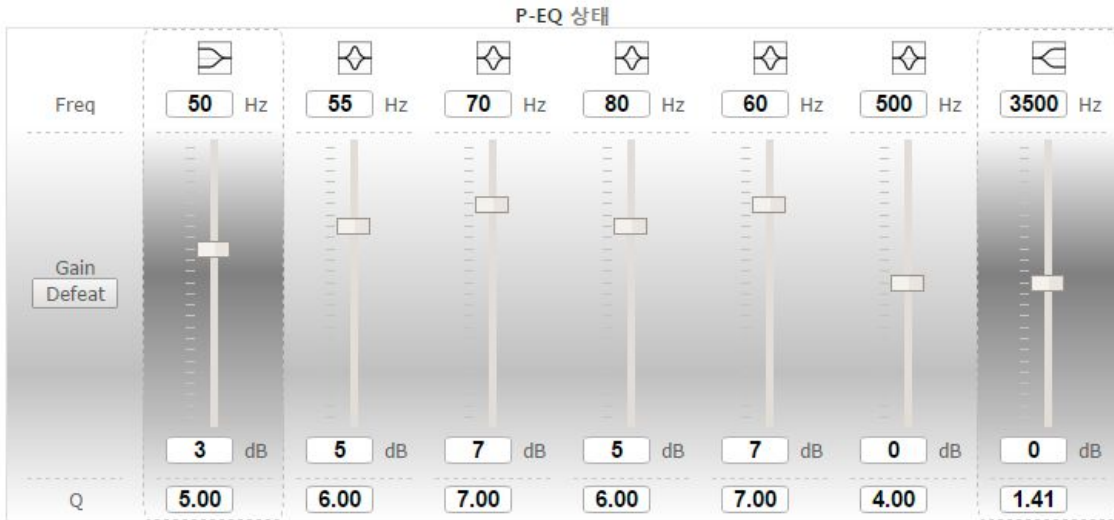 P-EQ 상태
Freq 50 Hz 55 Hz 70 Hz 80 Hz 60 Hz 500 Hz 3500 Hz
Gain
Defeat
3 dB 5 dB 7 dB 5 dB 7 dB 0 dB 0 dB
Q 5.00 6.00 7.00 6.00 7.00 4.00 1.41